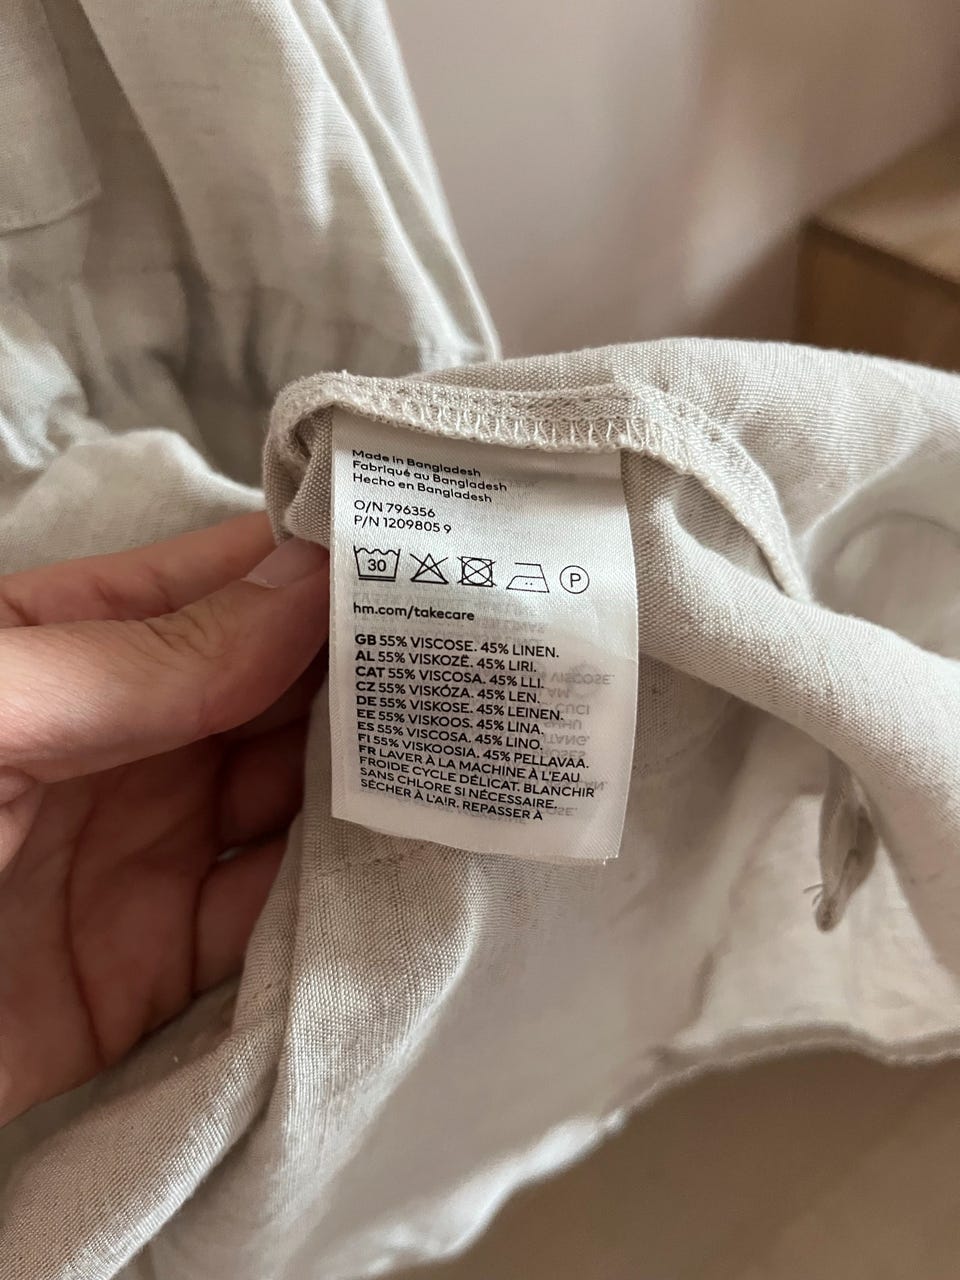 Made in Bangladesh
Fabriqué au Bangladesh
Hecho en Bangladesh
O/N 796356
P/N 1209805 9
30
P
hm.com/takecare
GB 55% VISCOSE. 45% LINEN.
AL 55% VISKOZË. 45% LIRI.
CAT 55% VISCOSA. 45% LLI.
CZ 55% VISKÓZA. 45% LEN.
DE 55% VISKOSE. 45% LEINEN.
EE 55% VISKOOS. 45% LINA.
ES 55% VISCOSA. 45% LINO.
FI 55% VISKOOSIA. 45% PELLAVAA.
FR LAVER À LA MACHINE À L'EAU
FROIDE CYCLE DÉLICAT. BLANCHIR
SANS CHLORE SI NÉCESSAIRE.
SÉCHER À L'AIR. REPASSER À